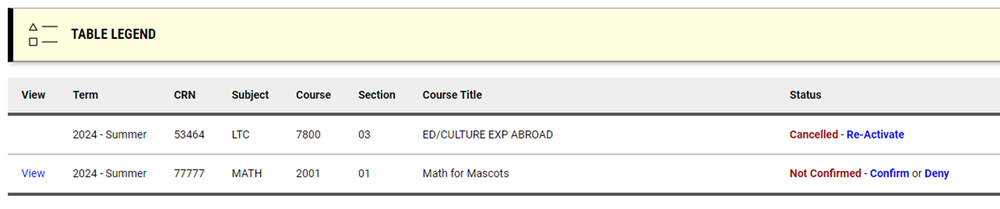 TABLE LEGEND
View Term CRN Subject Course Section Course Title Status
2024 - Summer 53464 LTC 7800 03 ED/CULTURE EXP ABROAD Cancelled - Re-Activate
View 2024 - Summer 77777 MATH 2001 01 Math for Mascots Not Confirmed - Confirm or Deny